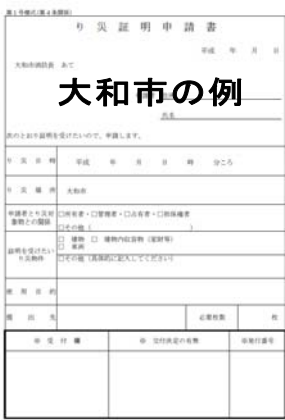 第１号様式（第４条関係）
り 災 証 明 申 請 書
平成　年　月　日
大和市消防長　あて
大和市の例
氏名
次のとおり証明を受けたいので、申請します。
り 災 日 時　平成　年　月　日　時　分ごろ
り 災 場 所　大和市
申請者とり災対象物との関係　□所有者・□管理者・□占有者・□担保権者
□その他（　　　）
証明を受けたいり災物件　□ 建物　□ 建物内収容物（家財等）
□ 車両
□その他（具体的に記入してください）
使 用 目 的
提 出 先　必要枚数　枚
※ 受 付 欄　※ 交付決定の有無　※発行番号